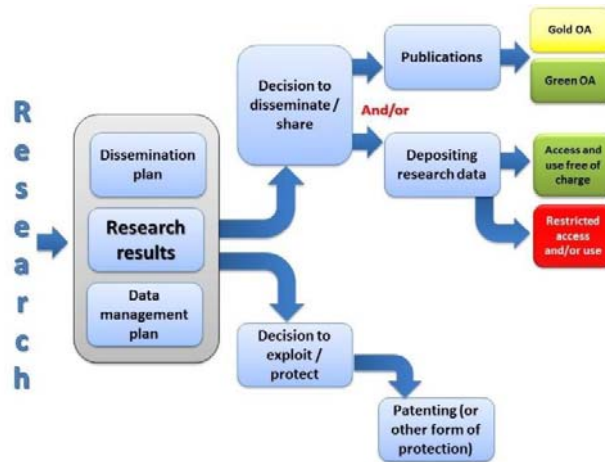 Research
Dissemination
plan
Research
results
Data
management
plan
Decision to
disseminate /
share
And/or
Publications
Gold OA
Green OA
Depositing
research data
Access and
use free of
charge
Restricted
access
and/or use
Decision to
exploit /
protect
Patenting (or
other form of
protection)